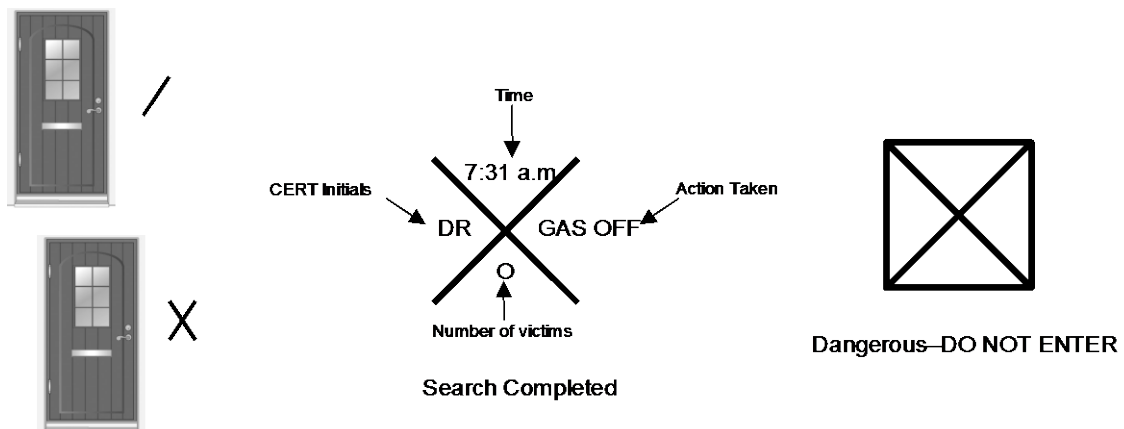 Time
7:31 a.m
CERT Initials
Action Taken
DR
GAS OFF
O
Number of victims
Search Completed
Dangerous—DO NOT ENTER